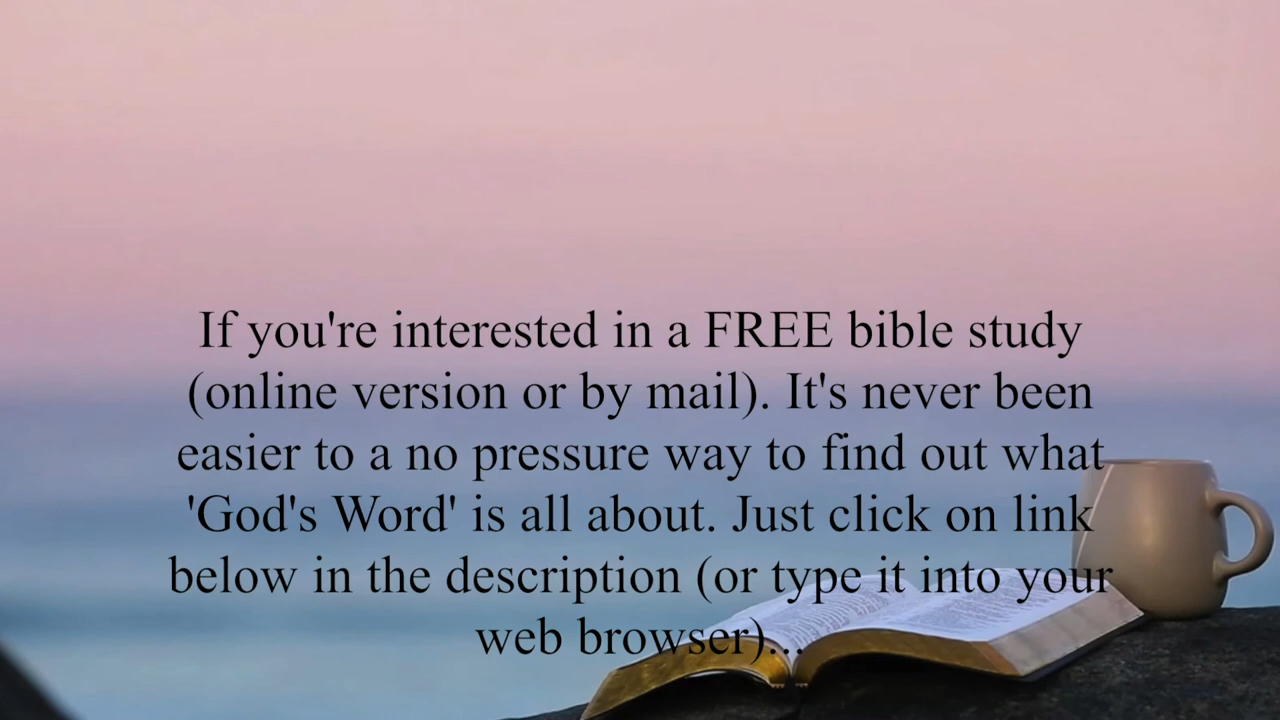 If you're interested in a FREE bible study
(online version or by mail). It's never been
easier to a no pressure way to find out what
'God's Word' is all about. Just click on link
below in the description (or type it into your
web browser)...